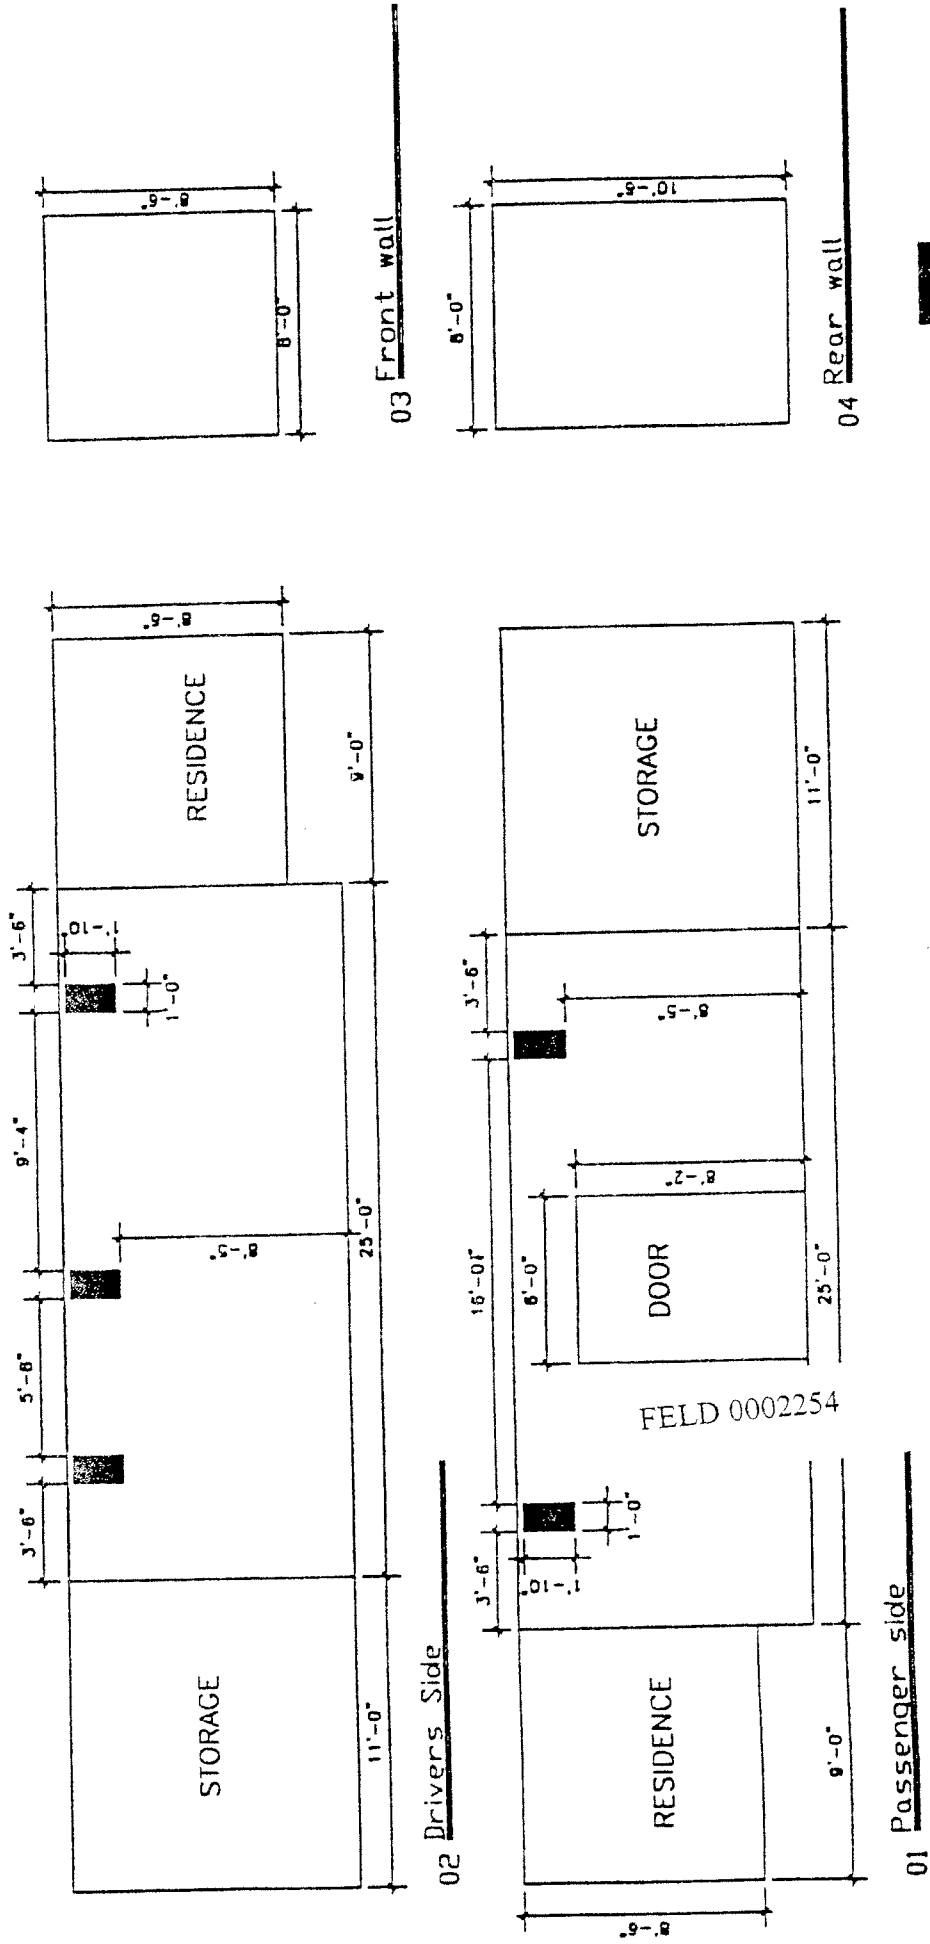 3'-6"
5'-8"
9'-4"
3'-6"
1'-10"
1'-0"
8'-5"
8'-6"
STORAGE
RESIDENCE
11'-0"
25'-0"
9'-0"
02 Drivers Side
8'-6"
8'-0"
03 Front wall
3'-6"
16'-01"
3'-6"
1'-10"
1'-0"
6'-0"
8'-2"
8'-5"
8'-6"
RESIDENCE
DOOR
STORAGE
FELD 0002254
9'-0"
25'-0"
11'-0"
01 Passenger side
8'-0"
10'-6"
04 Rear wall